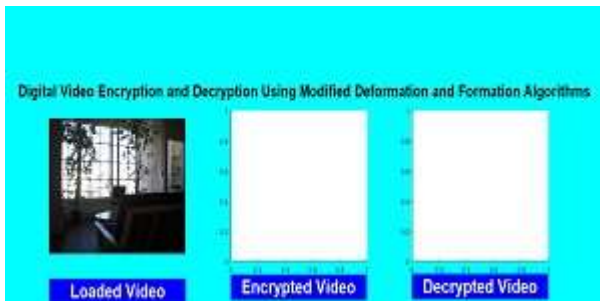 Digital Video Encryption and Decryption Using Modified Deformation and Formation Algorithms
Loaded Video
Encrypted Video
Decrypted Video